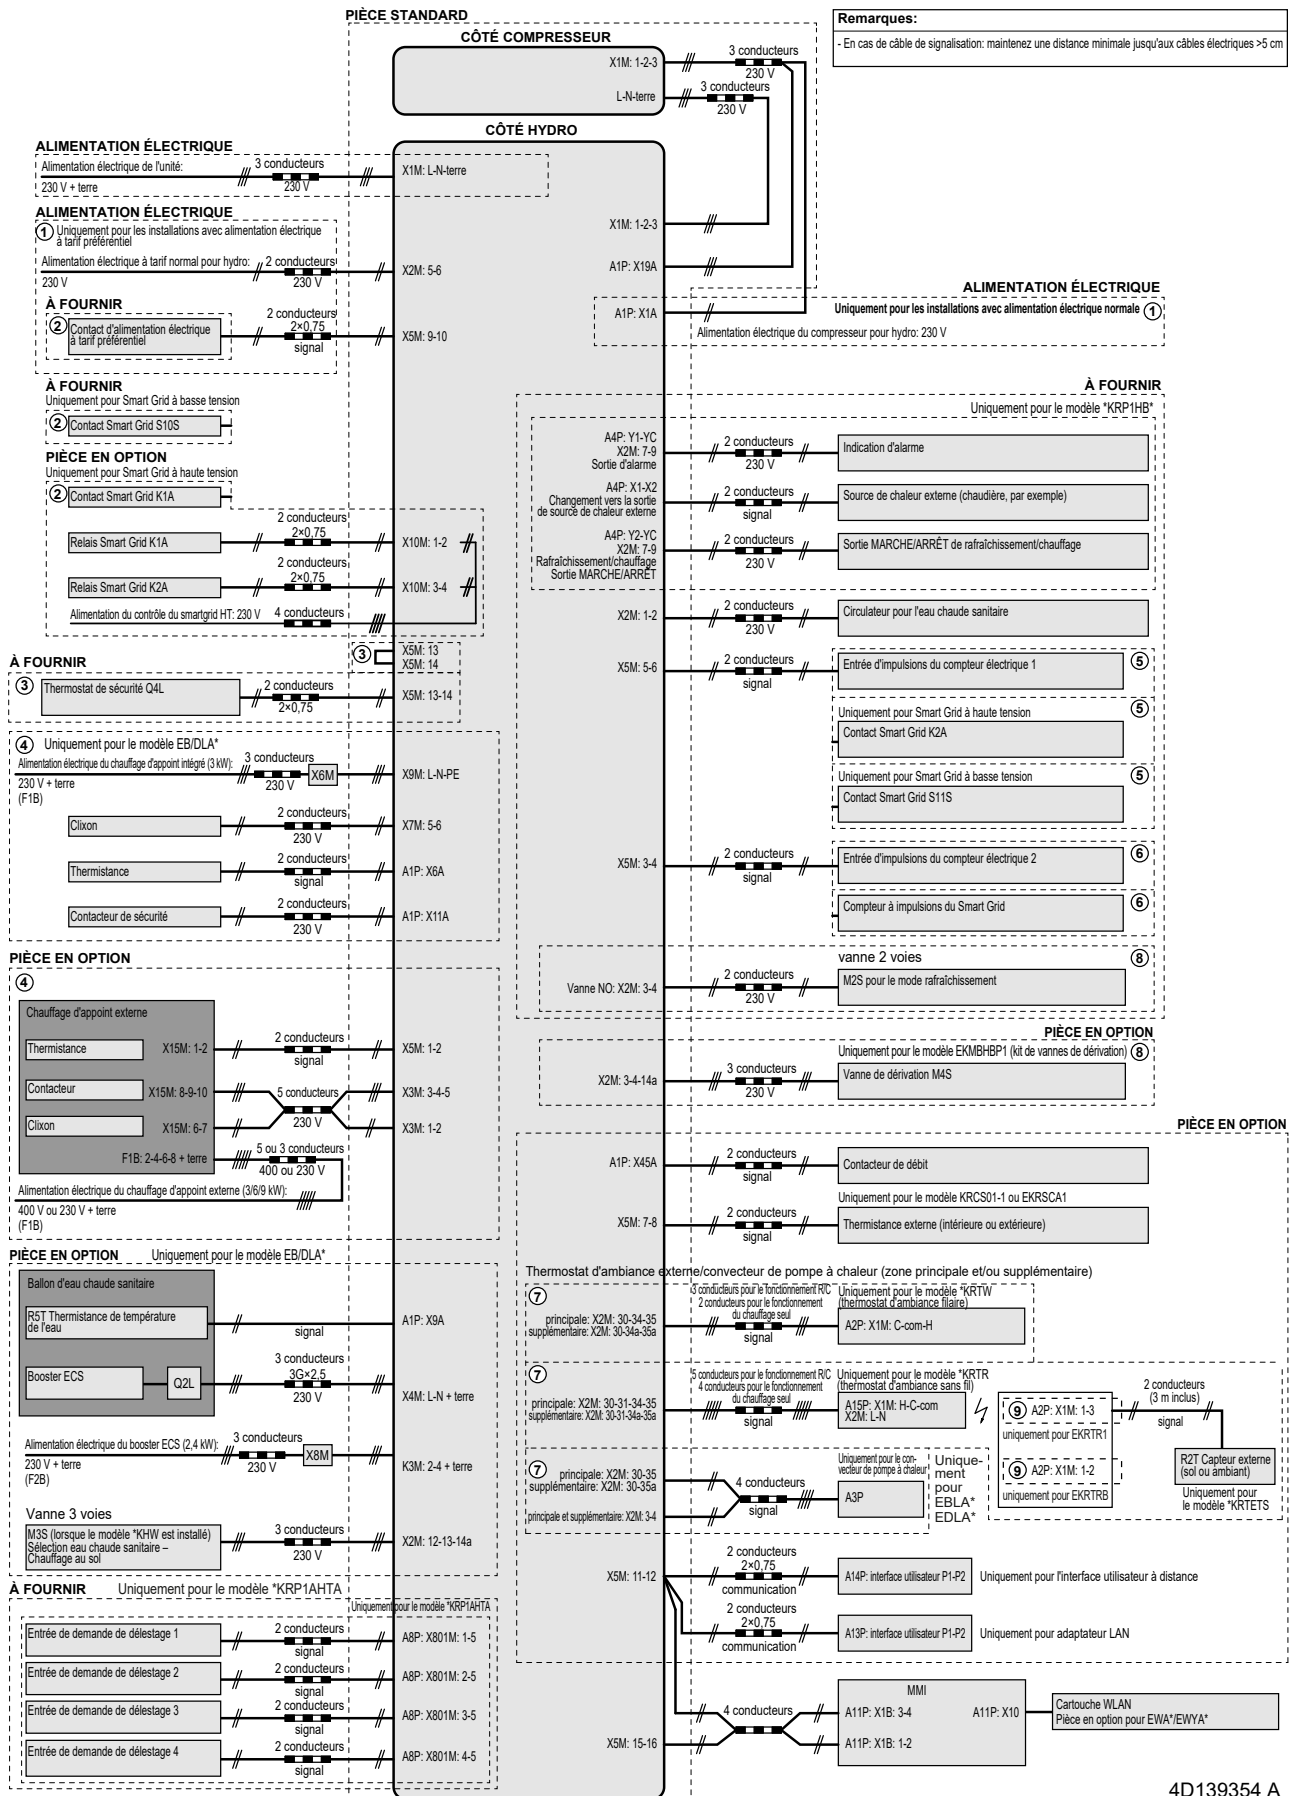 PIÈCE STANDARD
CÔTÉ COMPRESSEUR
X1M: 1-2-3
3 conducteurs
230 V
L-N-terre
3 conducteurs
230 V
Remarques:
- En cas de câble de signalisation: maintenez une distance minimale jusqu'aux câbles électriques >5 cm
CÔTÉ HYDRO
ALIMENTATION ÉLECTRIQUE
Alimentation électrique de l'unité:
230 V + terre
3 conducteurs
230 V
X1M: L-N-terre
ALIMENTATION ÉLECTRIQUE
1 Uniquement pour les installations avec alimentation électrique
à tarif préférentiel
Alimentation électrique à tarif normal pour hydro:
230 V
2 conducteurs
230 V
X2M: 5-6
À FOURNIR
2 Contact d'alimentation électrique
à tarif préférentiel
2 conducteurs
2×0,75
signal
X5M: 9-10
À FOURNIR
Uniquement pour Smart Grid à basse tension
2 Contact Smart Grid S10S
PIÈCE EN OPTION
Uniquement pour Smart Grid à haute tension
2 Contact Smart Grid K1A
Relais Smart Grid K1A
2 conducteurs
2×0,75
X10M: 1-2
Relais Smart Grid K2A
2 conducteurs
2×0,75
X10M: 3-4
Alimentation du contrôle du smartgrid HT: 230 V
4 conducteurs
3
X5M: 13
X5M: 14
À FOURNIR
3 Thermostat de sécurité Q4L
2 conducteurs
2×0,75
X5M: 13-14
4 Uniquement pour le modèle EB/DLA*
Alimentation électrique du chauffage d'appoint intégré (3 kW):
230 V + terre
(F1B)
3 conducteurs
230 V
X6M
X9M: L-N-PE
Clixon
2 conducteurs
230 V
X7M: 5-6
Thermistance
2 conducteurs
signal
A1P: X6A
Contacteur de sécurité
2 conducteurs
230 V
A1P: X11A
PIÈCE EN OPTION
4
Chauffage d'appoint externe
Thermistance
X15M: 1-2
2 conducteurs
signal
X5M: 1-2
Contacteur
X15M: 8-9-10
5 conducteurs
230 V
X3M: 3-4-5
Clixon
X15M: 6-7
X3M: 1-2
F1B: 2-4-6-8 + terre
5 ou 3 conducteurs
400 ou 230 V
Alimentation électrique du chauffage d'appoint externe (3/6/9 kW):
400 V ou 230 V + terre
(F1B)
PIÈCE EN OPTION
Uniquement pour le modèle EB/DLA*
Ballon d'eau chaude sanitaire
R5T Thermistance de température
de l'eau
signal
A1P: X9A
Booster ECS
Q2L
3 conducteurs
3G×2,5
230 V
X4M: L-N + terre
Alimentation électrique du booster ECS (2,4 kW):
230 V + terre
(F2B)
3 conducteurs
230 V
X8M
K3M: 2-4 + terre
Vanne 3 voies
M3S (lorsque le modèle *KHW est installé)
Sélection eau chaude sanitaire –
Chauffage au sol
3 conducteurs
230 V
X2M: 12-13-14a
À FOURNIR
Uniquement pour le modèle *KRP1AHTA
Uniquement pour le modèle *KRP1AHTA
Entrée de demande de délestage 1
2 conducteurs
signal
A8P: X801M: 1-5
Entrée de demande de délestage 2
2 conducteurs
signal
A8P: X801M: 2-5
Entrée de demande de délestage 3
2 conducteurs
signal
A8P: X801M: 3-5
Entrée de demande de délestage 4
2 conducteurs
signal
A8P: X801M: 4-5
X1M: 1-2-3
A1P: X19A
ALIMENTATION ÉLECTRIQUE
A1P: X1A
Uniquement pour les installations avec alimentation électrique normale 1
Alimentation électrique du compresseur pour hydro: 230 V
À FOURNIR
Uniquement pour le modèle *KRP1HB*
A4P: Y1-YC
X2M: 7-9
Sortie d'alarme
2 conducteurs
230 V
Indication d'alarme
A4P: X1-X2
Changement vers la sortie
de source de chaleur externe
2 conducteurs
signal
Source de chaleur externe (chaudière, par exemple)
A4P: Y2-YC
X2M: 7-9
Rafraîchissement/chauffage
Sortie MARCHE/ARRÊT
2 conducteurs
230 V
Sortie MARCHE/ARRÊT de rafraîchissement/chauffage
X2M: 1-2
2 conducteurs
230 V
Circulateur pour l'eau chaude sanitaire
X5M: 5-6
2 conducteurs
signal
Entrée d'impulsions du compteur électrique 1
5
Uniquement pour Smart Grid à haute tension
5
Contact Smart Grid K2A
Uniquement pour Smart Grid à basse tension
5
Contact Smart Grid S11S
X5M: 3-4
2 conducteurs
signal
Entrée d'impulsions du compteur électrique 2
6
Compteur à impulsions du Smart Grid
6
vanne 2 voies
8
Vanne NO: X2M: 3-4
2 conducteurs
230 V
M2S pour le mode rafraîchissement
PIÈCE EN OPTION
Uniquement pour le modèle EKMBHBP1 (kit de vannes de dérivation) 8
X2M: 3-4-14a
3 conducteurs
230 V
Vanne de dérivation M4S
PIÈCE EN OPTION
A1P: X45A
2 conducteurs
signal
Contacteur de débit
Uniquement pour le modèle KRCS01-1 ou EKRSCA1
X5M: 7-8
2 conducteurs
signal
Thermistance externe (intérieure ou extérieure)
Thermostat d'ambiance externe/convecteur de pompe à chaleur (zone principale et/ou supplémentaire)
7
principale: X2M: 30-34-35
supplémentaire: X2M: 30-34a-35a
3 conducteurs pour le fonctionnement R/C
2 conducteurs pour le fonctionnement
du chauffage seul
signal
Uniquement pour le modèle *KRTW
(thermostat d'ambiance filaire)
A2P: X1M: C-com-H
7
principale: X2M: 30-31-34-35
supplémentaire: X2M: 30-31-34a-35a
5 conducteurs pour le fonctionnement R/C
4 conducteurs pour le fonctionnement
du chauffage seul
signal
Uniquement pour le modèle *KRTR
(thermostat d'ambiance sans fil)
A15P: X1M: H-C-com
X2M: L-N
9 A2P: X1M: 1-3
uniquement pour EKRTR1
9 A2P: X1M: 1-2
uniquement pour EKRTRB
2 conducteurs
(3 m inclus)
signal
R2T Capteur externe
(sol ou ambiant)
Uniquement pour
le modèle *KRTETS
7
principale: X2M: 30-35
supplémentaire: X2M: 30-35a
principale et supplémentaire: X2M: 3-4
4 conducteurs
signal
Uniquement pour le con-
vecteur de pompe à chaleur
A3P
Unique-
ment
pour
EBLA*
EDLA*
X5M: 11-12
2 conducteurs
2×0,75
communication
A14P: interface utilisateur P1-P2
Uniquement pour l'interface utilisateur à distance
2 conducteurs
2×0,75
communication
A13P: interface utilisateur P1-P2
Uniquement pour adaptateur LAN
X5M: 15-16
4 conducteurs
MMI
A11P: X1B: 3-4
A11P: X1B: 1-2
A11P: X10
Cartouche WLAN
Pièce en option pour EWA*/EWYA*
4D139354 A